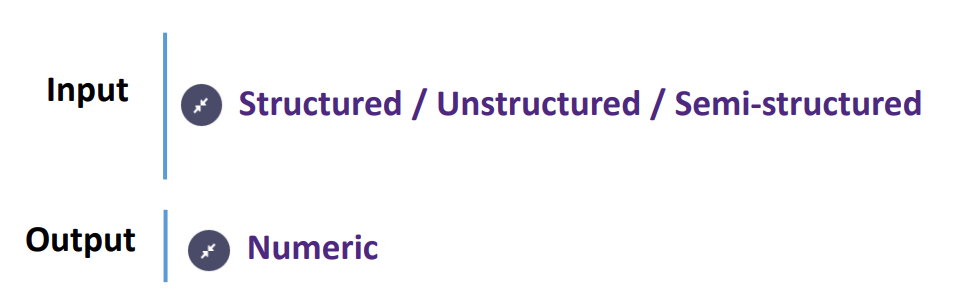 Input
Structured / Unstructured / Semi-structured
Output
Numeric